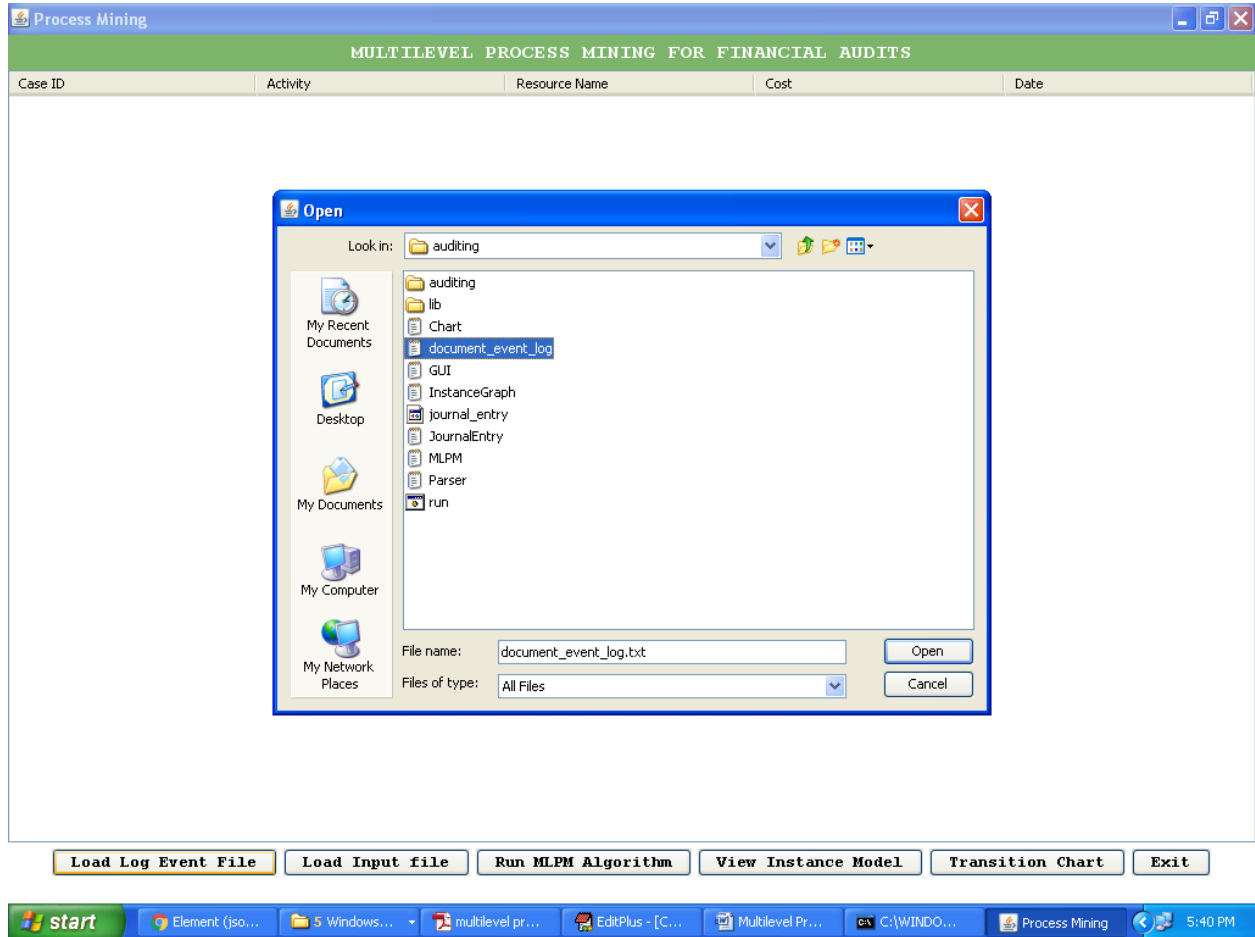 Process Mining
MULTILEVEL PROCESS MINING FOR FINANCIAL AUDITS
Case ID Activity Resource Name Cost Date
Open
Look in: auditing
My Recent Documents
Desktop
My Documents
My Computer
My Network Places
auditing
lib
Chart
document_event_log
GUI
InstanceGraph
journal_entry
JournalEntry
MLPM
Parser
run
File name: document_event_log.txt Open
Files of type: All Files Cancel
Load Log Event File Load Input file Run MLPM Algorithm View Instance Model Transition Chart Exit
start Element (jso... 5 Windows... multilevel pr... EditPlus - [C... Multilevel Pr... C:\WINDO... Process Mining 5:40 PM